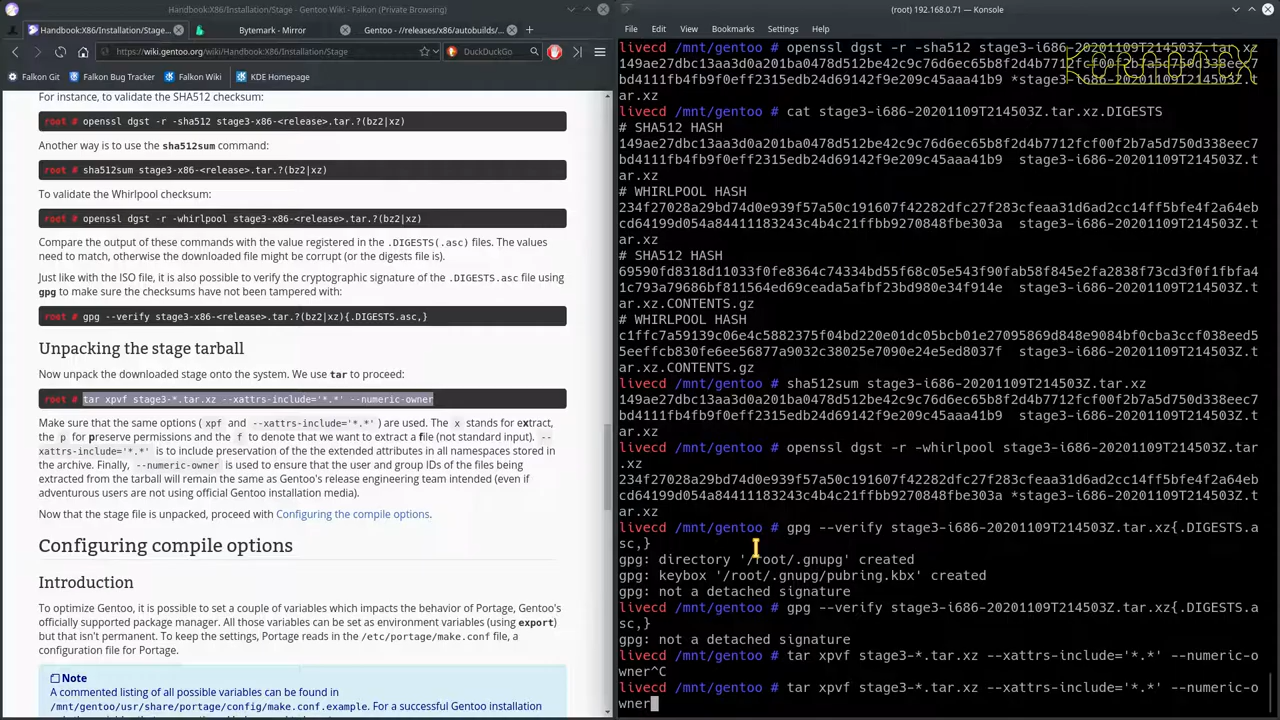 Handbook:X86/Installation/Stage - Gentoo Wiki - Falkon (Private Browsing)
Handbook:X86/Installation/Stage...
Bytemark - Mirror
Gentoo - //releases/x86/autobuilds/...
https://wiki.gentoo.org/wiki/Handbook:X86/Installation/Stage
DuckDuckGo
Falkon Git
Falkon Bug Tracker
Falkon Wiki
KDE Homepage
For instance, to validate the SHA512 checksum:
root # openssl dgst -r -sha512 stage3-x86-<release>.tar.?(bz2|xz)
Another way is to use the sha512sum command:
root # sha512sum stage3-x86-<release>.tar.?(bz2|xz)
To validate the Whirlpool checksum:
root # openssl dgst -r -whirlpool stage3-x86-<release>.tar.?(bz2|xz)
Compare the output of these commands with the value registered in the .DIGESTS(.asc) files. The values
need to match, otherwise the downloaded file might be corrupt (or the digests file is).
Just like with the ISO file, it is also possible to verify the cryptographic signature of the .DIGESTS.asc file using
gpg to make sure the checksums have not been tampered with:
root # gpg --verify stage3-x86-<release>.tar.?(bz2|xz){.DIGESTS.asc,}
Unpacking the stage tarball
Now unpack the downloaded stage onto the system. We use tar to proceed:
root # tar xpvf stage3-*.tar.xz --xattrs-include='*.*' --numeric-owner
Make sure that the same options ( xpf and --xattrs-include='*.*' ) are used. The x stands for extract,
the p for preserve permissions and the f to denote that we want to extract a file (not standard input). --
xattrs-include='*.*' is to include preservation of the the extended attributes in all namespaces stored in
the archive. Finally, --numeric-owner is used to ensure that the user and group IDs of the files being
extracted from the tarball will remain the same as Gentoo's release engineering team intended (even if
adventurous users are not using official Gentoo installation media).
Now that the stage file is unpacked, proceed with Configuring the compile options.
Configuring compile options
Introduction
To optimize Gentoo, it is possible to set a couple of variables which impacts the behavior of Portage, Gentoo's
officially supported package manager. All those variables can be set as environment variables (using export)
but that isn't permanent. To keep the settings, Portage reads in the /etc/portage/make.conf file, a
configuration file for Portage.
Note
A commented listing of all possible variables can be found in
/mnt/gentoo/usr/share/portage/config/make.conf.example. For a successful Gentoo installation
(root) 192.168.0.71 — Konsole
File Edit View Bookmarks Settings Help
livecd /mnt/gentoo # openssl dgst -r -sha512 stage3-i686-20201109T214503Z.tar.xz
149ae27dbc13aa3d0a201ba0478d512be42c9c76d6ec65b8f2d4b7712fcf00f2b7a5d750d338eec7
bd4111fb4fb9f0eff2315edb24d16942142f9e209c45aaa41b9 *stage3-i686-20201109T214503Z.t
ar.xz
livecd /mnt/gentoo # cat stage3-i686-20201109T214503Z.tar.xz.DIGESTS
# SHA512 HASH
149ae27dbc13aa3d0a201ba0478d512be42c9c76d6ec65b8f2d4b7712fcf00f2b7a5d750d338eec7
bd4111fb4fb9f0eff2315edb24d16942142f9e209c45aaa41b9  stage3-i686-20201109T214503Z.t
ar.xz
# WHIRLPOOL HASH
234f27028a29bd74d0e939f57a50c191607f42282dfc27f283cfeaa31d6ad2cc14ff5bfe4f2a64eb
cd64199d054a84411183243c4b4c21ffbb9270848fbe303a  stage3-i686-20201109T214503Z.t
ar.xz
# SHA512 HASH
69590fd8318d11033f0fe8364c74334bd55f68c05e543f90fab58f845e2fa2838f73cd3f0f1fbfa4
1c793a79686bf811564ed69ceada5afbf23bd980e34f914e  stage3-i686-20201109T214503Z.t
ar.xz.CONTENTS.gz
# WHIRLPOOL HASH
c1ffc7a59139c06e4c5882375f04bd220e01dc05bcb01e27095869d848e9084bf0cba3ccf038eed5
5eeffcb830fe6ee56877a9032c38025e7090e24e5ed8037f  stage3-i686-20201109T214503Z.t
ar.xz.CONTENTS.gz
livecd /mnt/gentoo # sha512sum stage3-i686-20201109T214503Z.tar.xz
149ae27dbc13aa3d0a201ba0478d512be42c9c76d6ec65b8f2d4b7712fcf00f2b7a5d750d338eec7
bd4111fb4fb9f0eff2315edb24d16942142f9e209c45aaa41b9  stage3-i686-20201109T214503Z.t
ar.xz
livecd /mnt/gentoo # openssl dgst -r -whirlpool stage3-i686-20201109T214503Z.tar
.xz
234f27028a29bd74d0e939f57a50c191607f42282dfc27f283cfeaa31d6ad2cc14ff5bfe4f2a64eb
cd64199d054a84411183243c4b4c21ffbb9270848fbe303a *stage3-i686-20201109T214503Z.t
ar.xz
livecd /mnt/gentoo # gpg --verify stage3-i686-20201109T214503Z.tar.xz{.DIGESTS.a
sc,}
gpg: directory '/root/.gnupg' created
gpg: keybox '/root/.gnupg/pubring.kbx' created
gpg: not a detached signature
livecd /mnt/gentoo # gpg --verify stage3-i686-20201109T214503Z.tar.xz{.DIGESTS.a
sc,}
gpg: not a detached signature
livecd /mnt/gentoo # tar xpvf stage3-*.tar.xz --xattrs-include='*.*' --numeric-o
wner^C
livecd /mnt/gentoo # tar xpvf stage3-*.tar.xz --xattrs-include='*.*' --numeric-o
wner